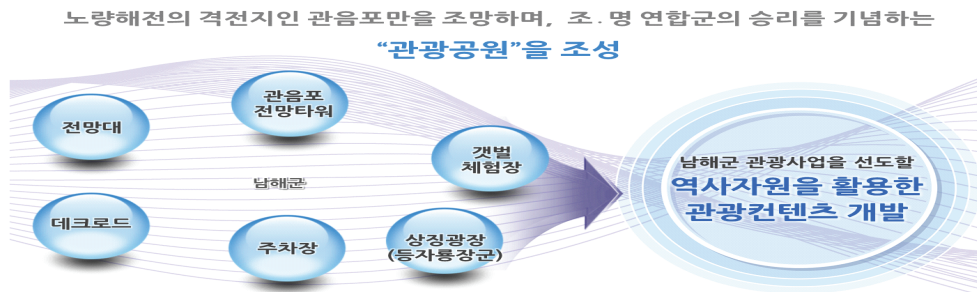 노량해전의 격전지인 관음포만을 조망하며, 조.명 연합군의 승리를 기념하는
“관광공원”을 조성
전망대
관음포
전망타워
갯벌
체험장
남해군
데크로드
주차장
상징광장
(등자룡장군)
남해군 관광사업을 선도할
역사자원을 활용한
관광컨텐츠 개발